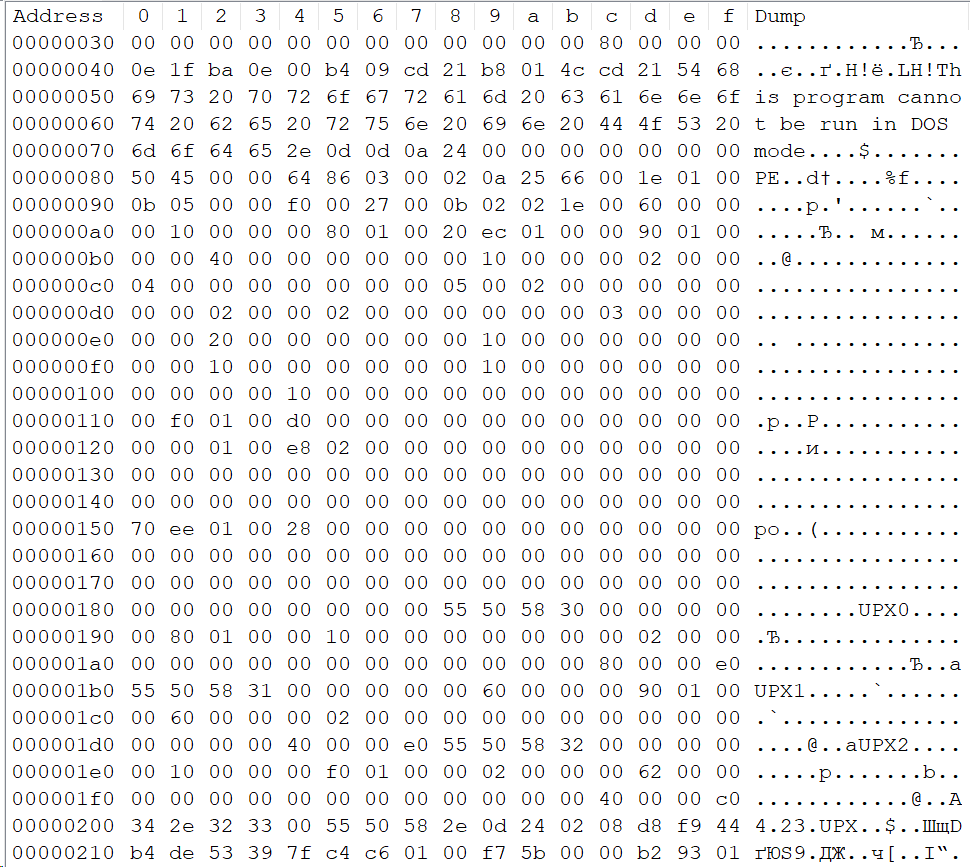 Address 0 1 2 3 4 5 6 7 8 9 a b c d e f Dump
00000030 00 00 00 00 00 00 00 00 00 00 00 00 80 00 00 00 ............Ђ...
00000040 0e 1f ba 0e 00 b4 09 cd 21 b8 01 4c cd 21 54 68 ..є..ґ.Н!ё.LН!Th
00000050 69 73 20 70 72 6f 67 72 61 6d 20 63 61 6e 6e 6f is program canno
00000060 74 20 62 65 20 72 75 6e 20 69 6e 20 44 4f 53 20 t be run in DOS
00000070 6d 6f 64 65 2e 0d 0d 0a 24 00 00 00 00 00 00 00 mode....$.......
00000080 50 45 00 00 64 86 03 00 02 0a 25 66 00 1e 01 00 PE..d†....%f....
00000090 0b 05 00 00 f0 00 27 00 0b 02 02 1e 00 60 00 00 ....р.'......`..
000000a0 00 10 00 00 00 80 01 00 20 ec 01 00 00 90 01 00 .....Ђ.. м......
000000b0 00 00 40 00 00 00 00 00 00 10 00 00 00 02 00 00 ..@.............
000000c0 04 00 00 00 00 00 00 00 05 00 02 00 00 00 00 00 ................
000000d0 00 00 02 00 00 02 00 00 00 00 00 00 03 00 00 00 ................
000000e0 00 00 20 00 00 00 00 00 00 10 00 00 00 00 00 00 .. .............
000000f0 00 00 10 00 00 00 00 00 00 10 00 00 00 00 00 00 ................
00000100 00 00 00 00 10 00 00 00 00 00 00 00 00 00 00 00 ................
00000110 00 f0 01 00 d0 00 00 00 00 00 00 00 00 00 00 00 .р..Р...........
00000120 00 00 01 00 e8 02 00 00 00 00 00 00 00 00 00 00 ....и...........
00000130 00 00 00 00 00 00 00 00 00 00 00 00 00 00 00 00 ................
00000140 00 00 00 00 00 00 00 00 00 00 00 00 00 00 00 00 ................
00000150 70 ee 01 00 28 00 00 00 00 00 00 00 00 00 00 00 pо..(...........
00000160 00 00 00 00 00 00 00 00 00 00 00 00 00 00 00 00 ................
00000170 00 00 00 00 00 00 00 00 00 00 00 00 00 00 00 00 ................
00000180 00 00 00 00 00 00 00 00 55 50 58 30 00 00 00 00 ........UPX0....
00000190 00 80 01 00 00 10 00 00 00 00 00 00 00 02 00 00 .Ђ..............
000001a0 00 00 00 00 00 00 00 00 00 00 00 00 80 00 00 e0 ............Ђ..а
000001b0 55 50 58 31 00 00 00 00 00 60 00 00 00 90 01 00 UPX1.....`......
000001c0 00 60 00 00 00 02 00 00 00 00 00 00 00 00 00 00 .`..............
000001d0 00 00 00 00 40 00 00 e0 55 50 58 32 00 00 00 00 ....@..аUPX2....
000001e0 00 10 00 00 00 f0 01 00 00 02 00 00 00 62 00 00 .....р.......b..
000001f0 00 00 00 00 00 00 00 00 00 00 00 00 40 00 00 c0 ............@..А
00000200 34 2e 32 33 00 55 50 58 2e 0d 24 02 08 d8 f9 44 4.23.UPX..$..ШщD
00000210 b4 de 53 39 7f c4 c6 01 00 f7 5b 00 00 b2 93 01 ґЮS9.ДЖ..ч[..І“.